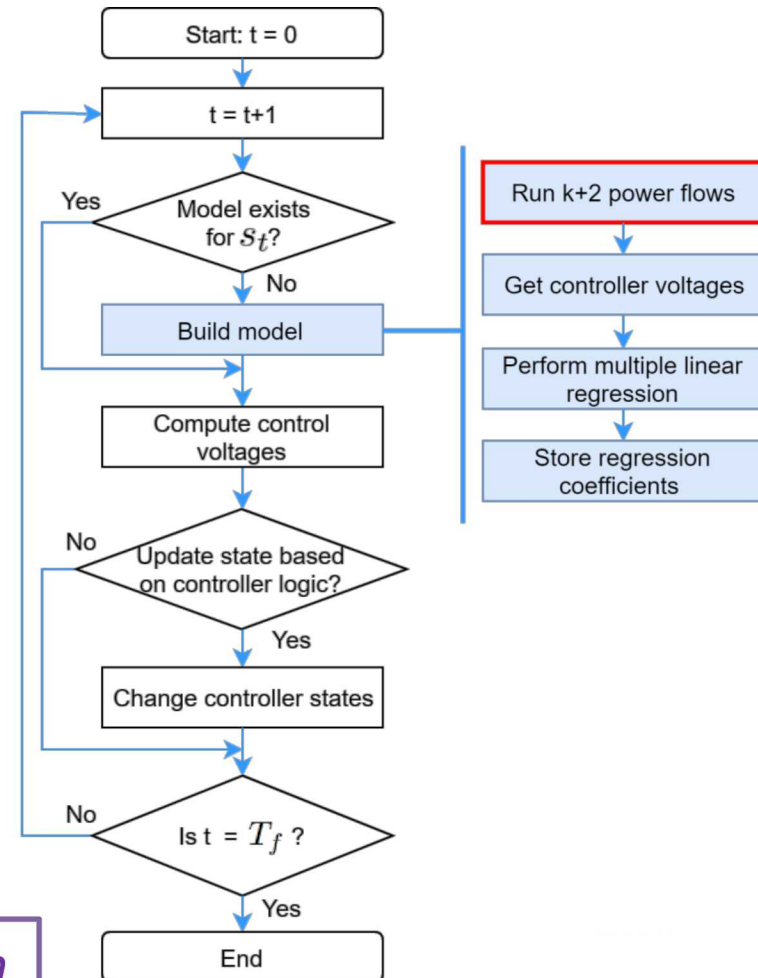 Start: t = 0
t = t+1
Yes
Model exists
for s_t?
No
Build model
Run k+2 power flows
Get controller voltages
Perform multiple linear
regression
Store regression
coefficients
Compute control
voltages
No
Update state based
on controller logic?
Yes
Change controller states
No
Is t = T_f ?
Yes
End